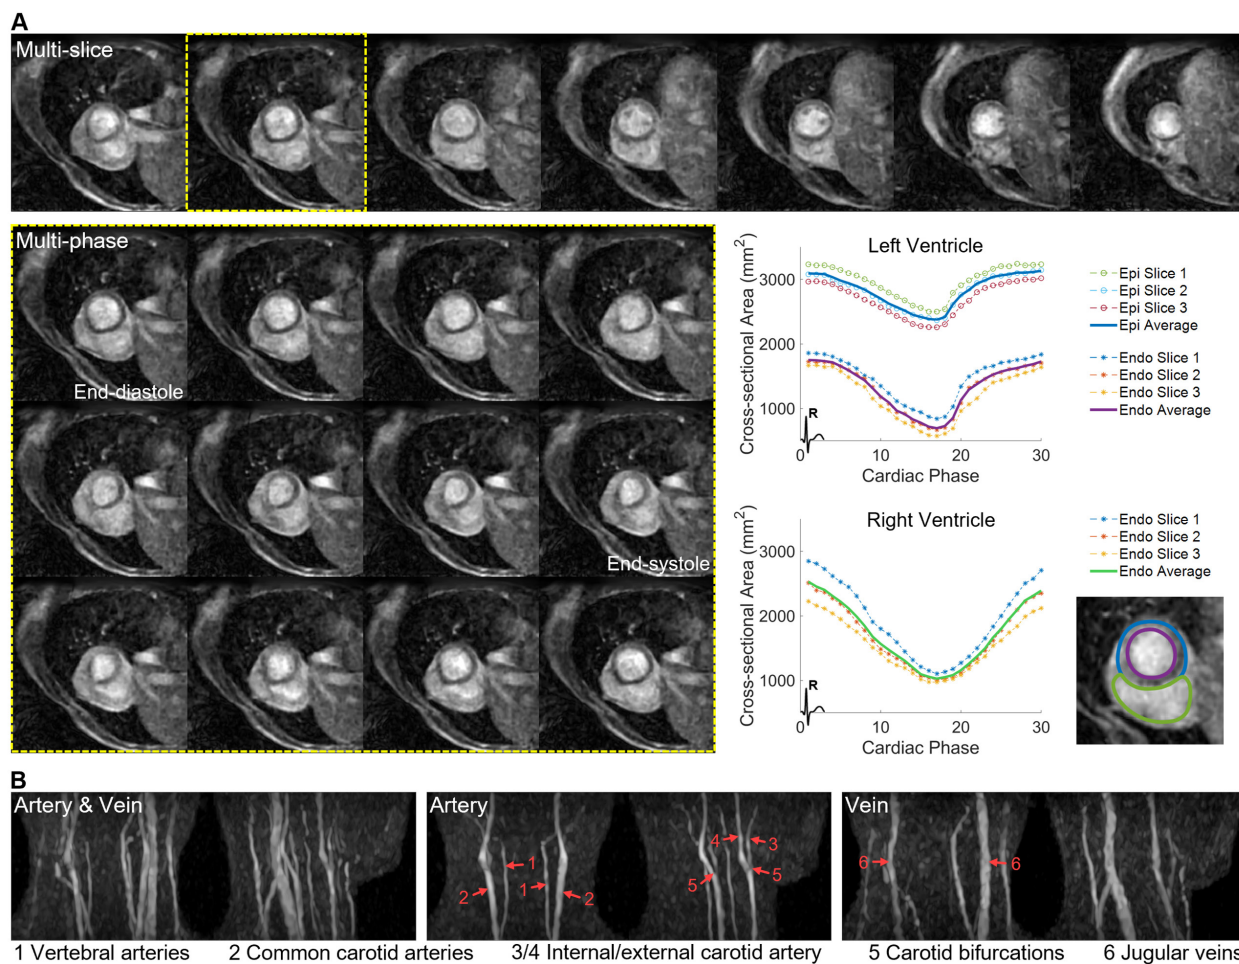 A
Multi-slice
Multi-phase
End-diastole
End-systole
Left Ventricle
Cross-sectional Area (mm²)
3000
2000
1000
R
0 10 20 30
Cardiac Phase
Epi Slice 1
Epi Slice 2
Epi Slice 3
Epi Average
Endo Slice 1
Endo Slice 2
Endo Slice 3
Endo Average
Right Ventricle
Cross-sectional Area (mm²)
3000
2000
1000
R
0 10 20 30
Cardiac Phase
Endo Slice 1
Endo Slice 2
Endo Slice 3
Endo Average
B
Artery & Vein
Artery
1
2
1
2
4
3
5
5
Vein
6
6
1 Vertebral arteries 2 Common carotid arteries 3/4 Internal/external carotid artery 5 Carotid bifurcations 6 Jugular veins